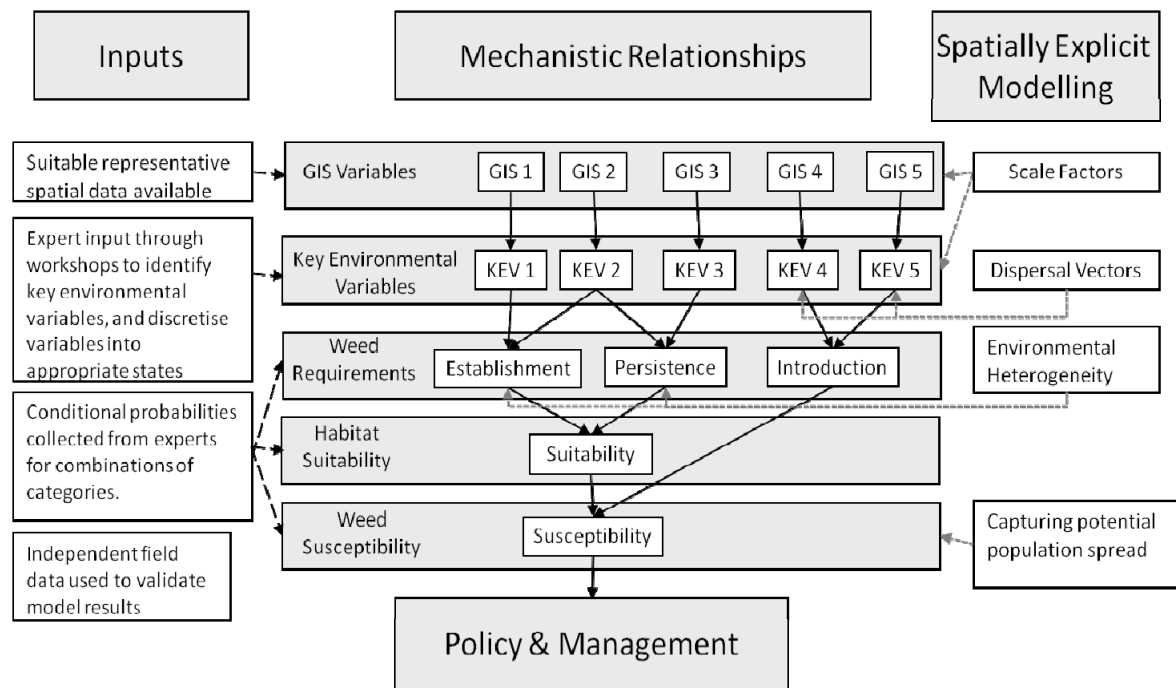 Inputs
Mechanistic Relationships
Spatially Explicit
Modelling
Suitable representative
spatial data available
GIS Variables
GIS 1
GIS 2
GIS 3
GIS 4
GIS 5
Scale Factors
Expert input through
workshops to identify
key environmental
variables, and discretise
variables into
appropriate states
Key Environmental
Variables
KEV 1
KEV 2
KEV 3
KEV 4
KEV 5
Dispersal Vectors
Weed
Requirements
Establishment
Persistence
Introduction
Environmental
Heterogeneity
Conditional probabilities
collected from experts
for combinations of
categories.
Habitat
Suitability
Suitability
Weed
Susceptibility
Susceptibility
Capturing potential
population spread
Independent field
data used to validate
model results
Policy & Management